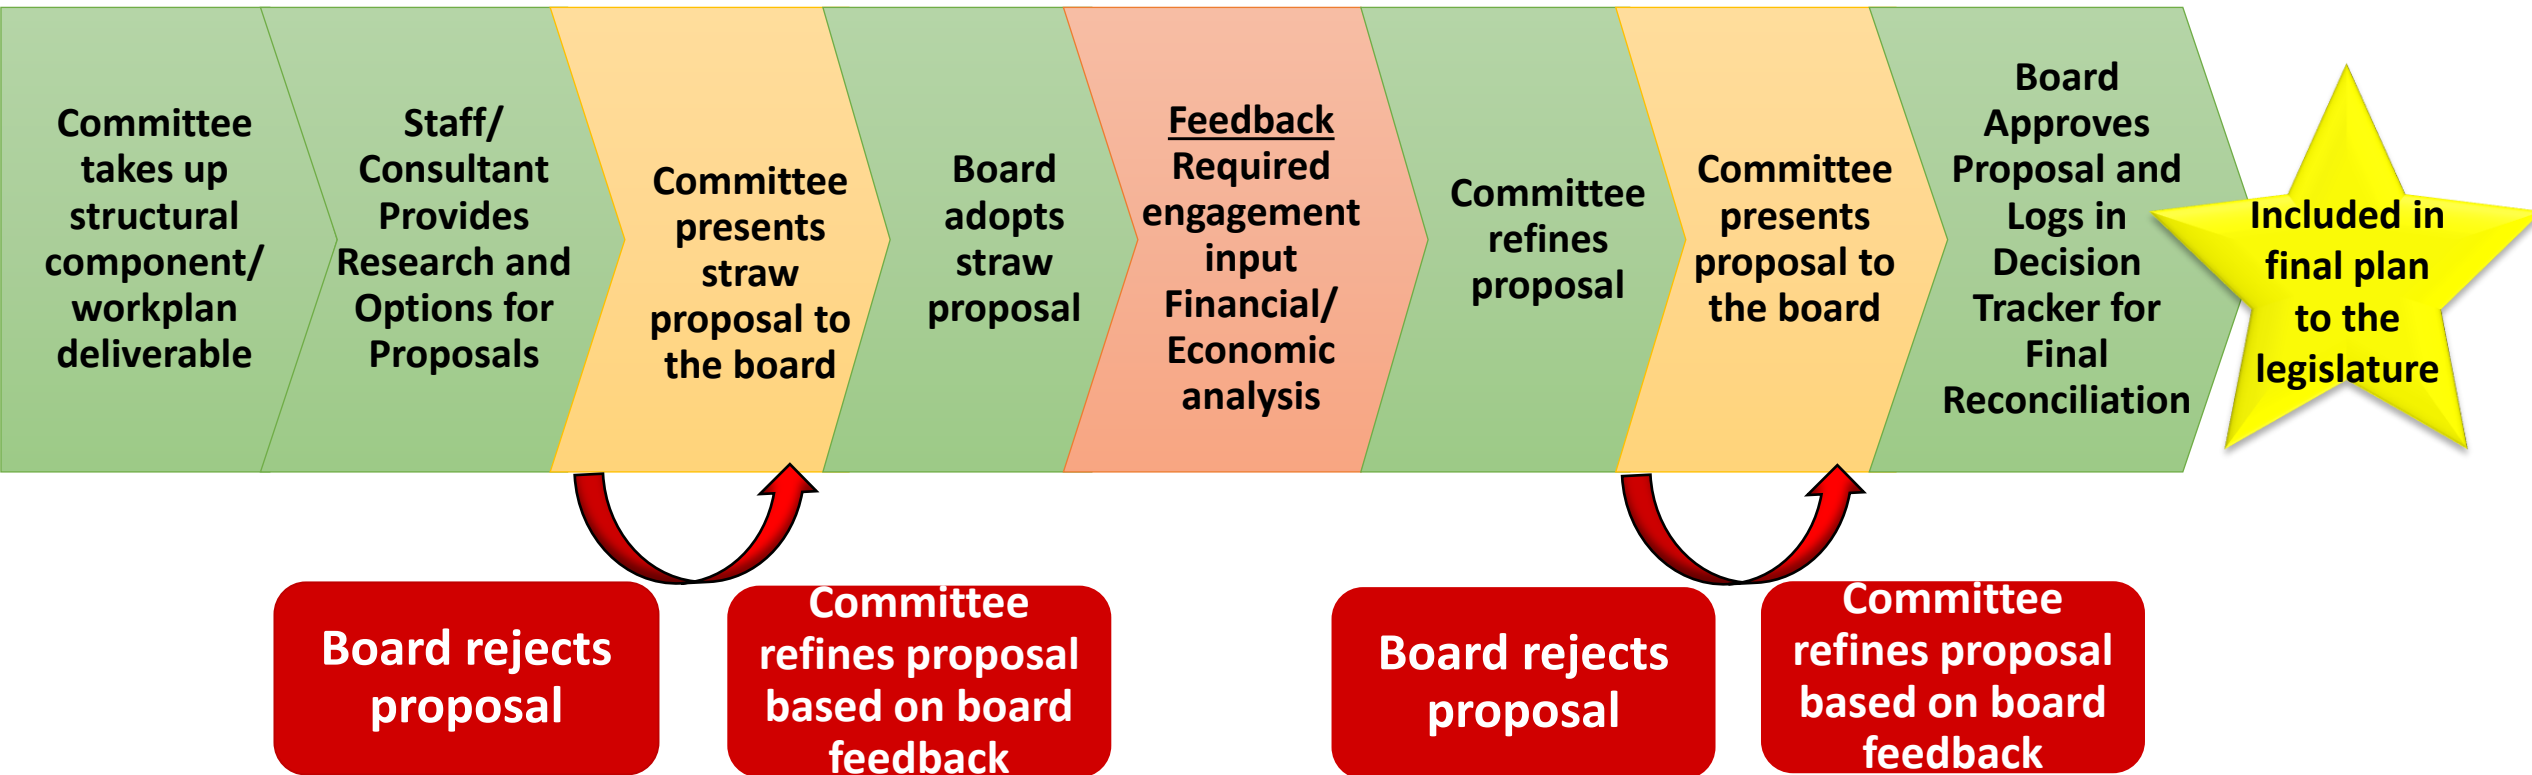 Committee
takes up
structural
component/
workplan
deliverable
Staff/
Consultant
Provides
Research and
Options for
Proposals
Committee
presents
straw
proposal to
the board
Board
adopts
straw
proposal
Feedback
Required
engagement
input
Financial/
Economic
analysis
Committee
refines
proposal
Committee
presents
proposal to
the board
Board
Approves
Proposal and
Logs in
Decision
Tracker for
Final
Reconciliation
Included in
final plan
to the
legislature
Board rejects
proposal
Committee
refines proposal
based on board
feedback
Board rejects
proposal
Committee
refines proposal
based on board
feedback